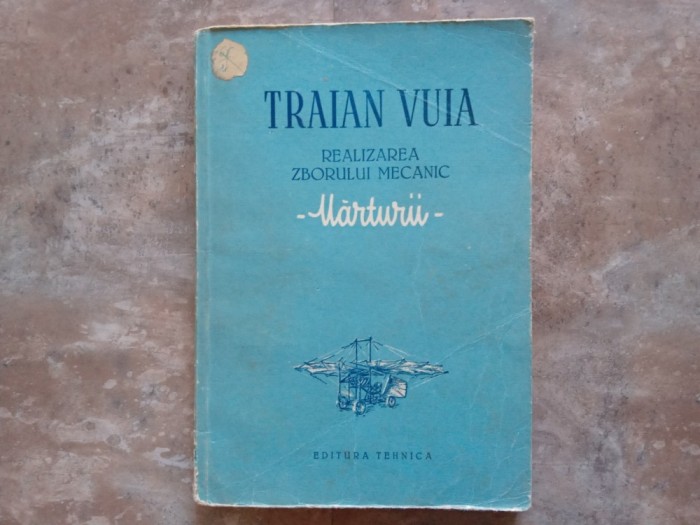 TRAIAN VUIA
REALIZAREA
ZBORULUI MECANIC
- Mărturii -
EDITURA TEHNICA